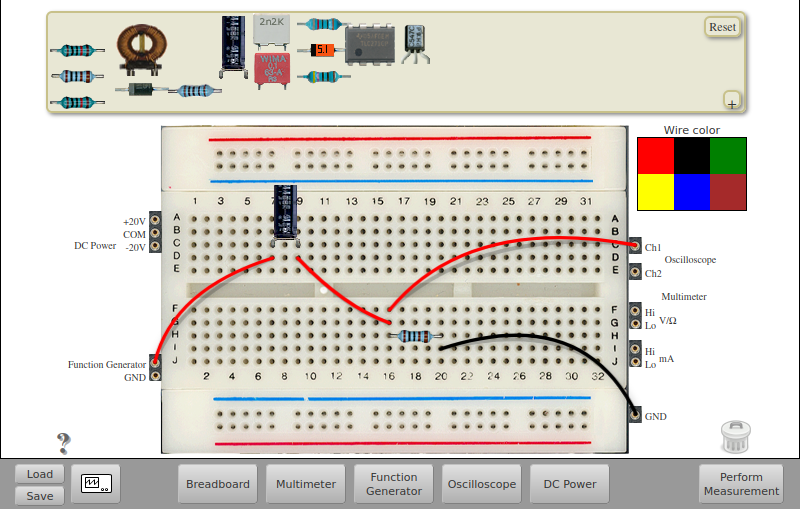 2n2K
Reset
5.1
WIMA
63-A
+
Wire color
1 3 5 7 9 11 13 15 17 19 21 23 25 27 29 31
A A
+20V B B
COM C C Ch1
DC Power -20V D D Oscilloscope
E E Ch2
Multimeter
F F Hi
G G Lo V/Ω
H H
I I Hi
Function Generator J J Lo mA
GND 2 4 6 8 10 12 14 16 18 20 22 24 26 28 30 32
GND
?
Load
Save
Breadboard
Multimeter
Function
Generator
Oscilloscope
DC Power
Perform
Measurement